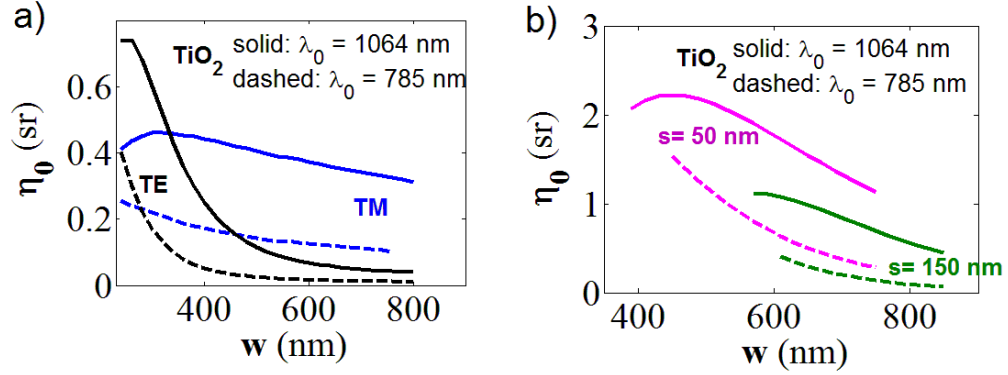 a)
TiO2 solid: λ0 = 1064 nm
dashed: λ0 = 785 nm
0.6
0.4
0.2
0
η0 (sr)
TE
TM
400 600 800
w (nm)
b)
3
TiO2 solid: λ0 = 1064 nm
dashed: λ0 = 785 nm
2
1
0
η0 (sr)
s= 50 nm
s= 150 nm
400 600 800
w (nm)